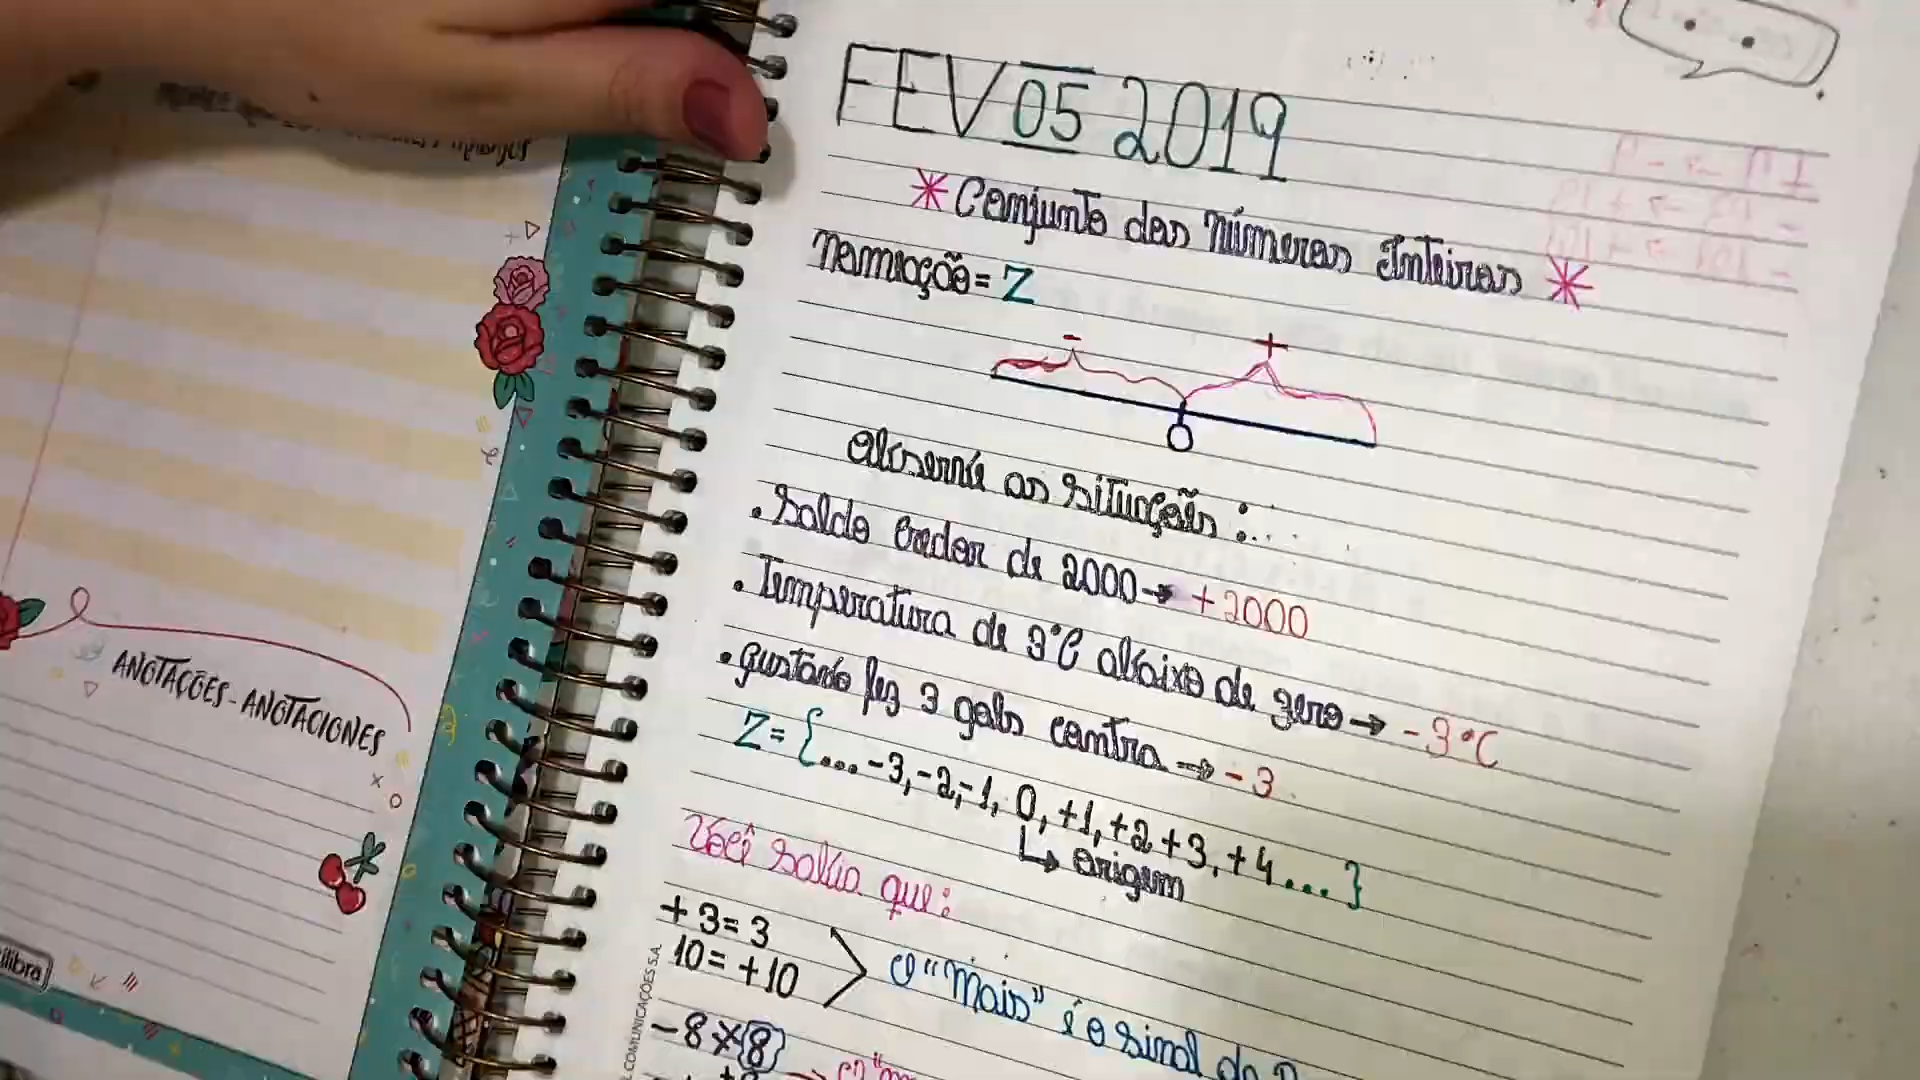 FEV 05 2019
* Conjunto dos números Inteiros *
Z
- +
0
Observe as situações:
. Saldo credor de 2000 → +2000
. Temperatura de 3°C abaixo de zero → -3°C
. gustavo fez 3 gols contra → -3
Z = {... -3, -2, -1, 0, +1, +2 +3, +4 ... }
↳ origem
Você sabia que:
+3 = 3
10 = +10
O "Mais" é o sinal do
-8
8
ANOTAÇÕES - ANOTACIONES
tilibra
COMUNICAÇÕES S.A.